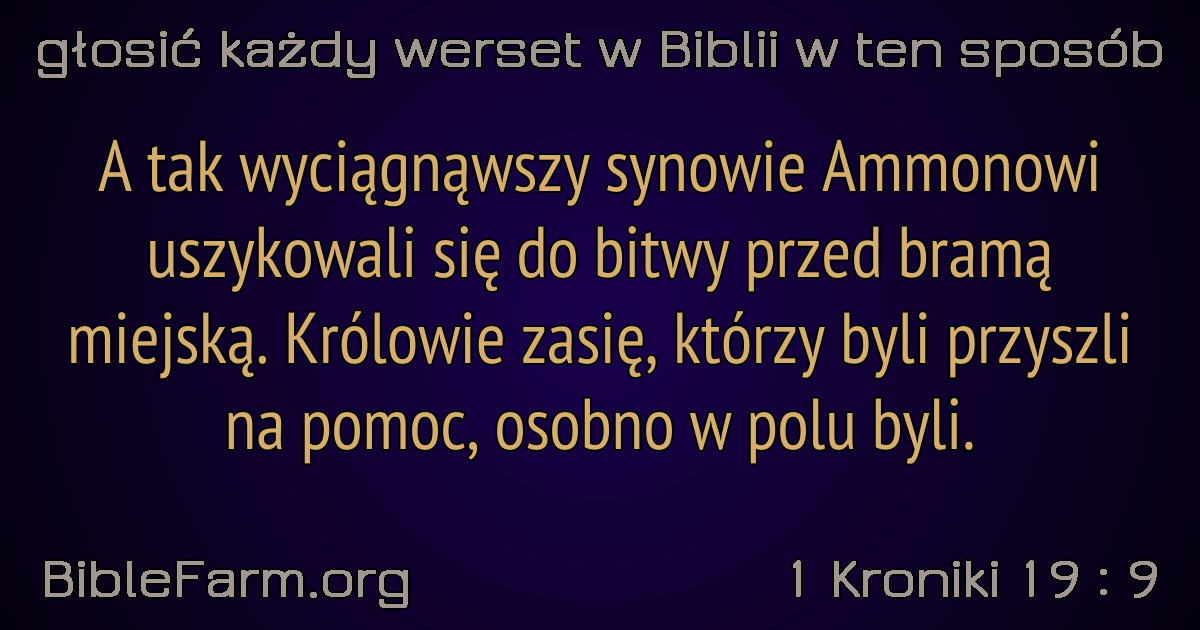 głosić każdy werset w Biblii w ten sposób
A tak wyciągnąwszy synowie Ammonowi
uszykowali się do bitwy przed bramą
miejską. Królowie zasię, którzy byli przyszli
na pomoc, osobno w polu byli.
BibleFarm.org
1 Kroniki 19 : 9